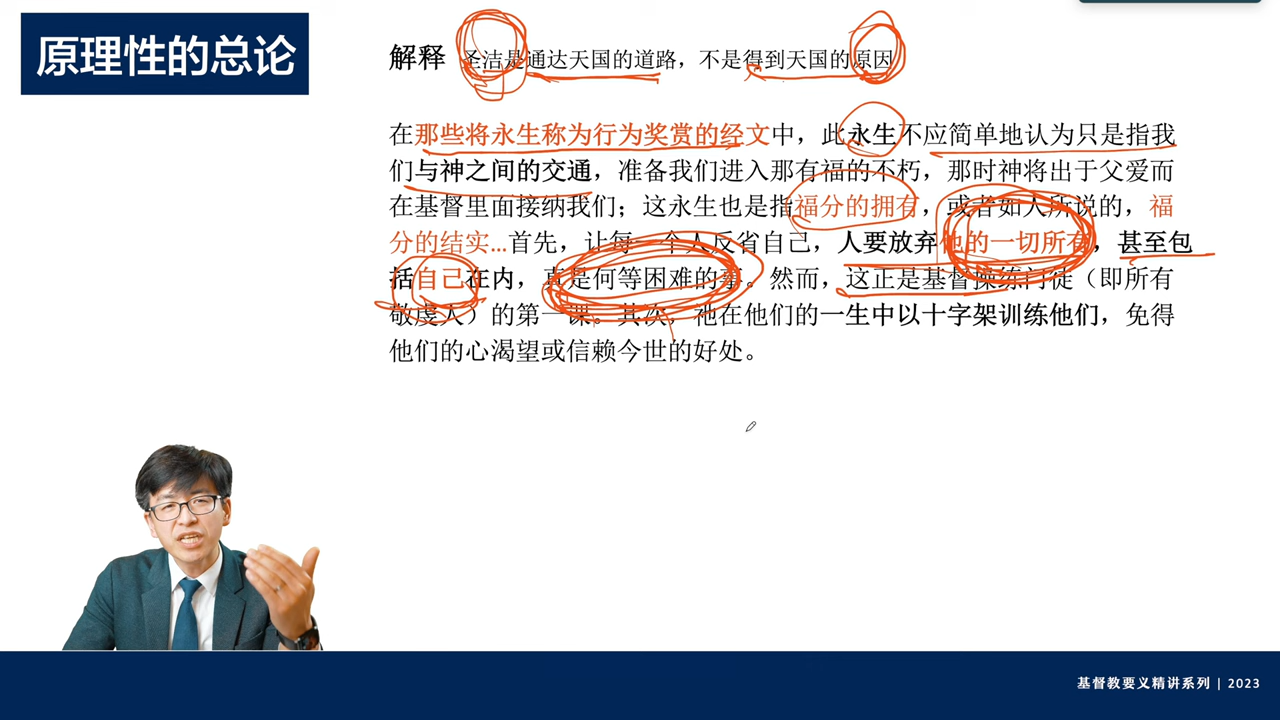 原理性的总论
解释 圣洁是通达天国的道路，不是得到天国的原因
在那些将永生称为行为奖赏的经文中，此永生不应简单地认为只是指我
们与神之间的交通，准备我们进入那有福的不朽，那时神将出于父爱而
在基督里面接纳我们；这永生也是指福分的拥有，或者如人所说的，福
分的结实...首先，让每一个人反省自己，人要放弃他的一切所有，甚至包
括自己在内，真是何等困难的事。然而，这正是基督操练门徒（即所有
敬虔人）的第一课。其次，祂在他们的一生中以十字架训练他们，免得
他们的心渴望或信赖今世的好处。
基督教要义精讲系列 | 2023